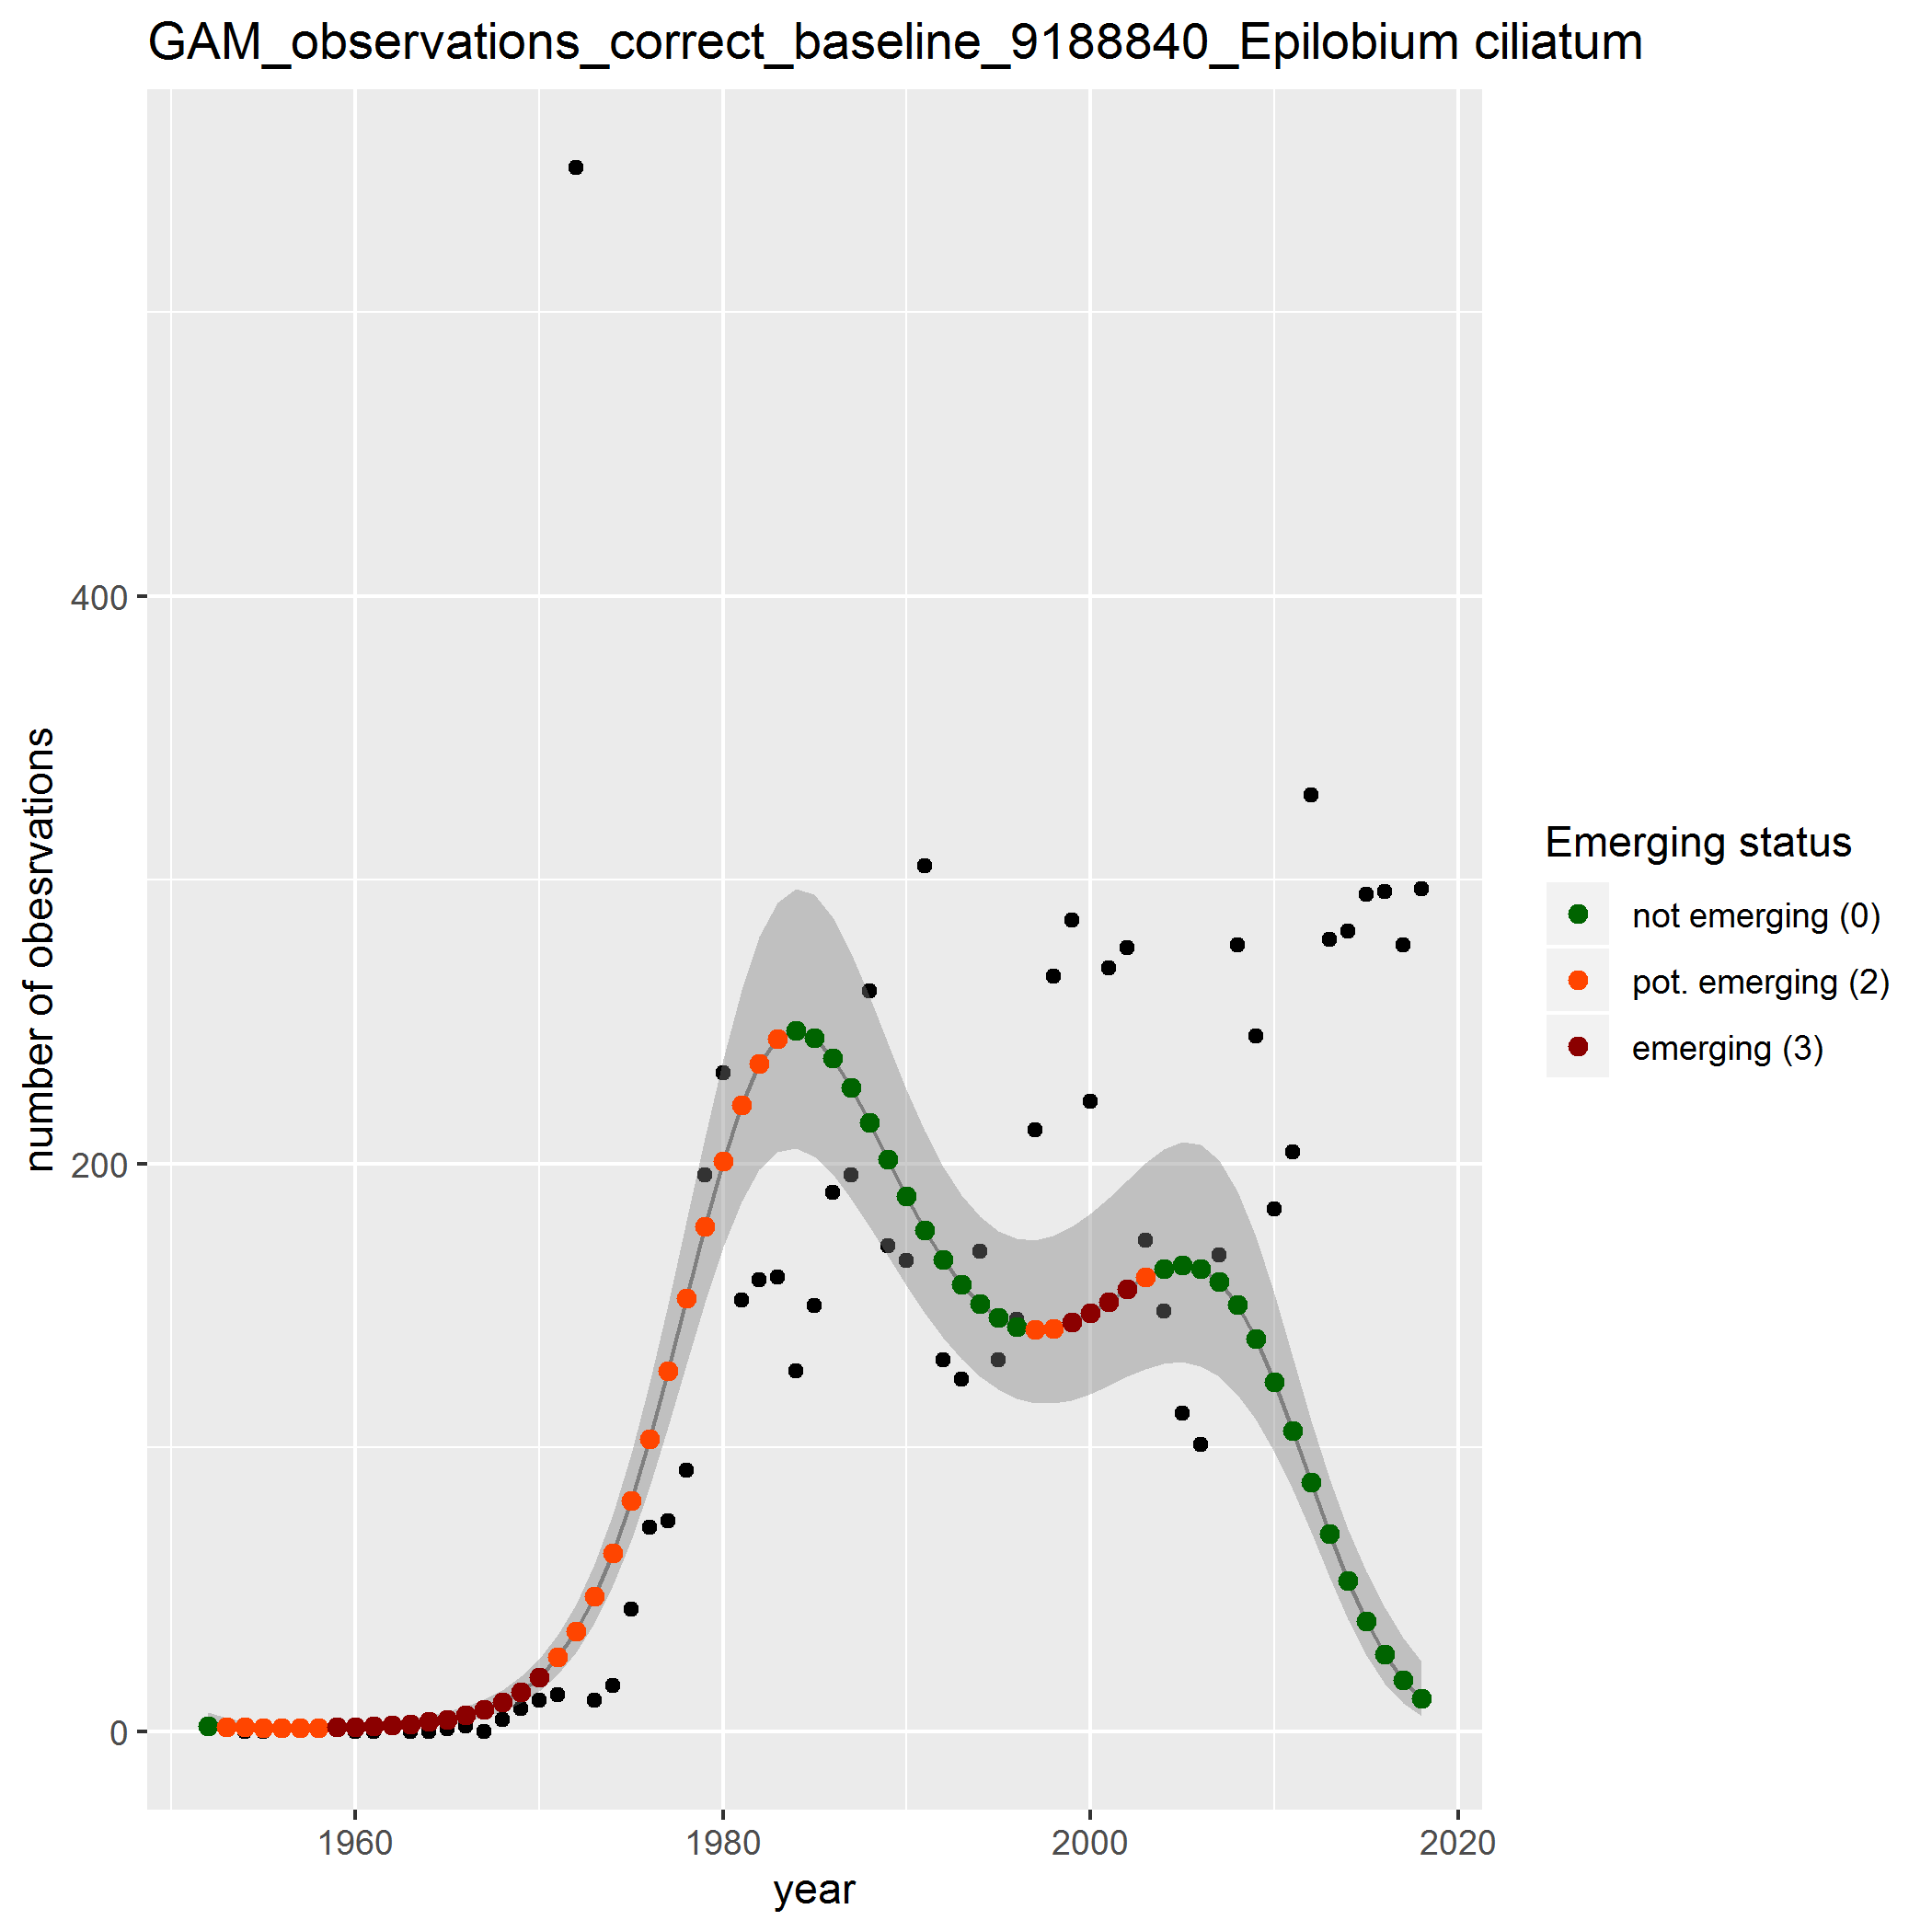 GAM_observations_correct_baseline_9188840_Epilobium ciliatum
number of obesrvations
400
200
0
1960
1980
2000
2020
year
Emerging status
not emerging (0)
pot. emerging (2)
emerging (3)